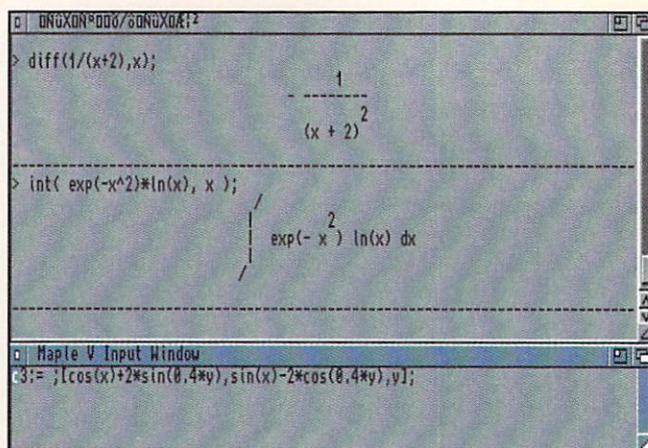 > diff(1/(x+2),x);
1
- ---------
2
(x + 2)
> int( exp(-x^2)*ln(x), x );
/
|      2
|  exp(- x ) ln(x) dx
|
/
Maple V Input Window
c3:= ;[cos(x)+2*sin(0.4*y),sin(x)-2*cos(0.4*y),y];